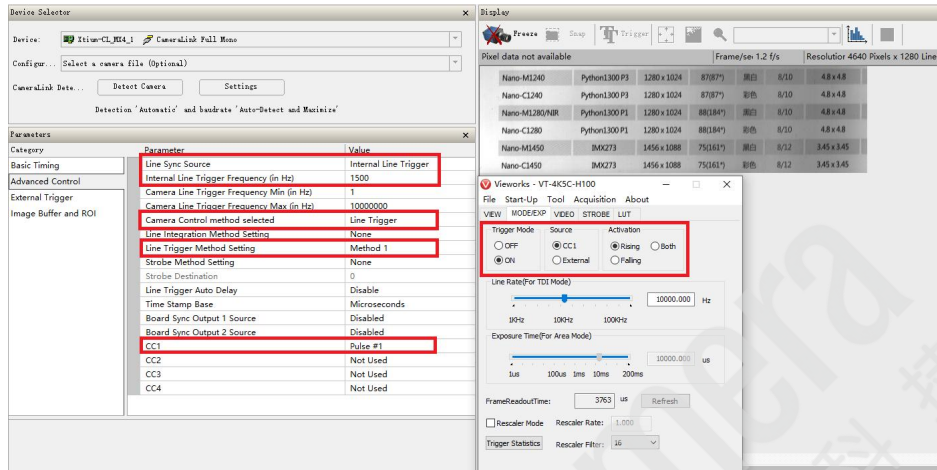 Device Selector
×
Device:
Xtium-CL_MX4_1
CameraLink Full Mono
Configur...
Select a camera file (Optional)
CameraLink Dete...
Detect Camera
Settings
Detection 'Automatic' and baudrate 'Auto-Detect and Maximize'
Parameters
×
Category
Parameter
Value
Basic Timing
Advanced Control
External Trigger
Image Buffer and ROI
Line Sync Source
Internal Line Trigger
Internal Line Trigger Frequency (in Hz)
1500
Camera Line Trigger Frequency Min (in Hz)
1
Camera Line Trigger Frequency Max (in Hz)
10000000
Camera Control method selected
Line Trigger
Line Integration Method Setting
None
Line Trigger Method Setting
Method 1
Strobe Method Setting
None
Strobe Destination
0
Line Trigger Auto Delay
Disable
Time Stamp Base
Microseconds
Board Sync Output 1 Source
Disabled
Board Sync Output 2 Source
Disabled
CC1
Pulse #1
CC2
Not Used
CC3
Not Used
CC4
Not Used
Display
Freeze
Snap
Trigger
Pixel data not available
Frame/se 1.2 f/s
Resolutior 4640 Pixels x 1280 Line
Nano-M1240 Python1300 P3 1280 x 1024 87(87*) 黑白 8/10 4.8 x 4.8
Nano-C1240 Python1300 P3 1280 x 1024 87(87*) 彩色 8/10 4.8 x 4.8
Nano-M1280/NIR Python1300 P1 1280 x 1024 88(184*) 黑白 8/10 4.8 x 4.8
Nano-C1280 Python1300 P1 1280 x 1024 88(184*) 彩色 8/10 4.8 x 4.8
Nano-M1450 IMX273 1456 x 1088 75(161*) 黑白 8/12 3.45 x 3.45
Nano-C1450 IMX273 1456 x 1088 75(161*) 彩色 8/12 3.45 x 3.45
Vieworks - VT-4K5C-H100
File Start-Up Tool Acquisition About
VIEW MODE/EXP VIDEO STROBE LUT
Trigger Mode
Source
Activation
OFF
CC1
Rising
Both
ON
External
Falling
Line Rate(For TDI Mode)
10000.000 Hz
1KHz 10KHz 100KHz
Exposure Time(For Area Mode)
10000.000 us
1us 100us 1ms 10ms 200ms
FrameReadoutTime:
3763 us
Refresh
Rescaler Mode
Rescaler Rate:
1.000
Trigger Statistics
Rescaler Filter:
16